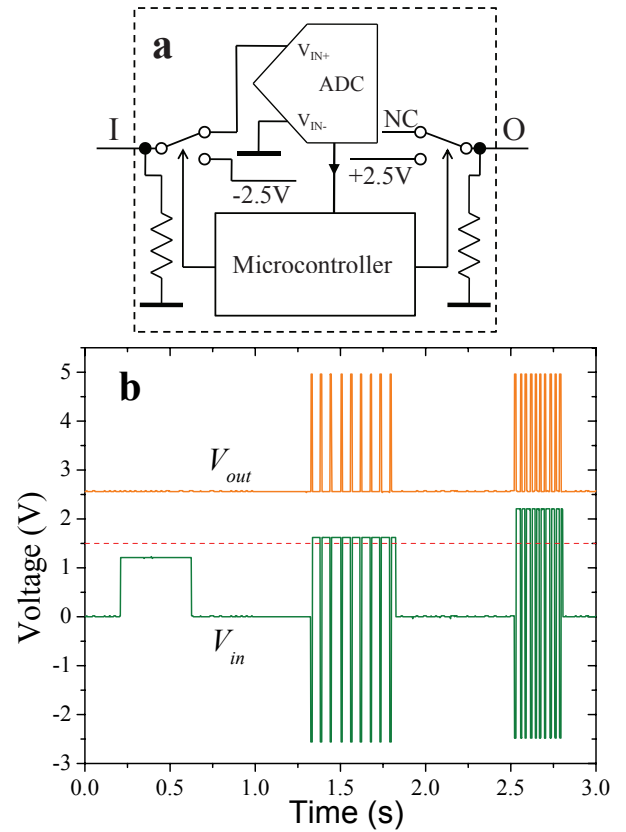 a
V_IN+
ADC
V_IN-
NC
I
O
-2.5V
+2.5V
Microcontroller
b
5
4
3
2
1
0
-1
-2
-3
V_out
V_in
Voltage (V)
0.0 0.5 1.0 1.5 2.0 2.5 3.0
Time (s)